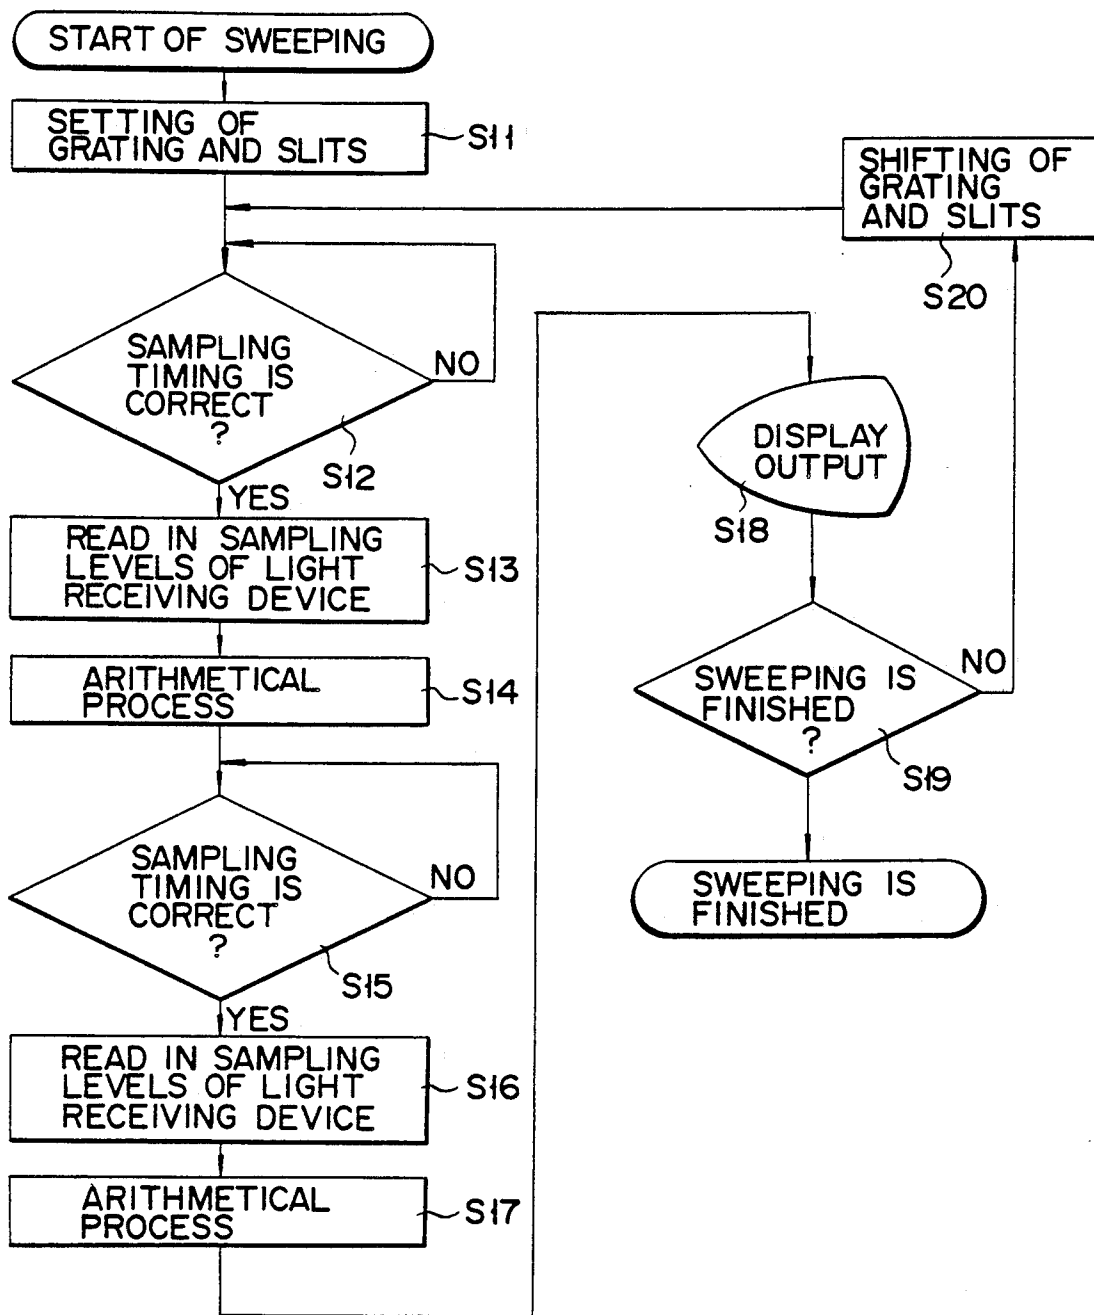 START OF SWEEPING
SETTING OF
GRATING AND SLITS
S11
SAMPLING
TIMING IS
CORRECT
?
NO
S12
YES
READ IN SAMPLING
LEVELS OF LIGHT
RECEIVING DEVICE
S13
ARITHMETICAL
PROCESS
S14
SAMPLING
TIMING IS
CORRECT
?
NO
S15
YES
READ IN SAMPLING
LEVELS OF LIGHT
RECEIVING DEVICE
S16
ARITHMETICAL
PROCESS
S17
DISPLAY
OUTPUT
S18
SWEEPING IS
FINISHED
?
NO
S19
SHIFTING OF
GRATING
AND SLITS
S20
SWEEPING IS
FINISHED